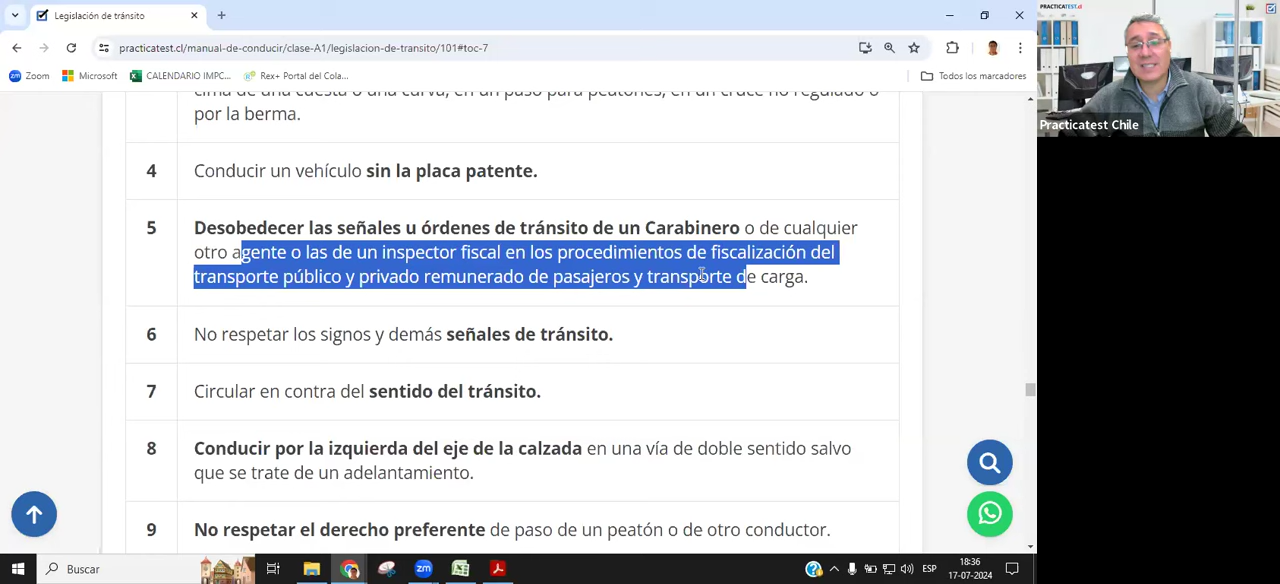 Legislación de tránsito
practicatest.cl/manual-de-conducir/clase-A1/legislacion-de-transito/101#toc-7
Zoom
Microsoft
CALENDARIO IMPC...
Rex+ Portal del Cola...
Todos los marcadores
cima de una cuesta o una curva, en un paso para peatones, en un cruce no regulado o
por la berma.
4 Conducir un vehículo sin la placa patente.
5 Desobedecer las señales u órdenes de tránsito de un Carabinero o de cualquier
otro agente o las de un inspector fiscal en los procedimientos de fiscalización del
transporte público y privado remunerado de pasajeros y transporte de carga.
6 No respetar los signos y demás señales de tránsito.
7 Circular en contra del sentido del tránsito.
8 Conducir por la izquierda del eje de la calzada en una vía de doble sentido salvo
que se trate de un adelantamiento.
9 No respetar el derecho preferente de paso de un peatón o de otro conductor.
PRACTICATEST.cl
Practicatest Chile
Buscar
zm
ESP
18:36
17-07-2024